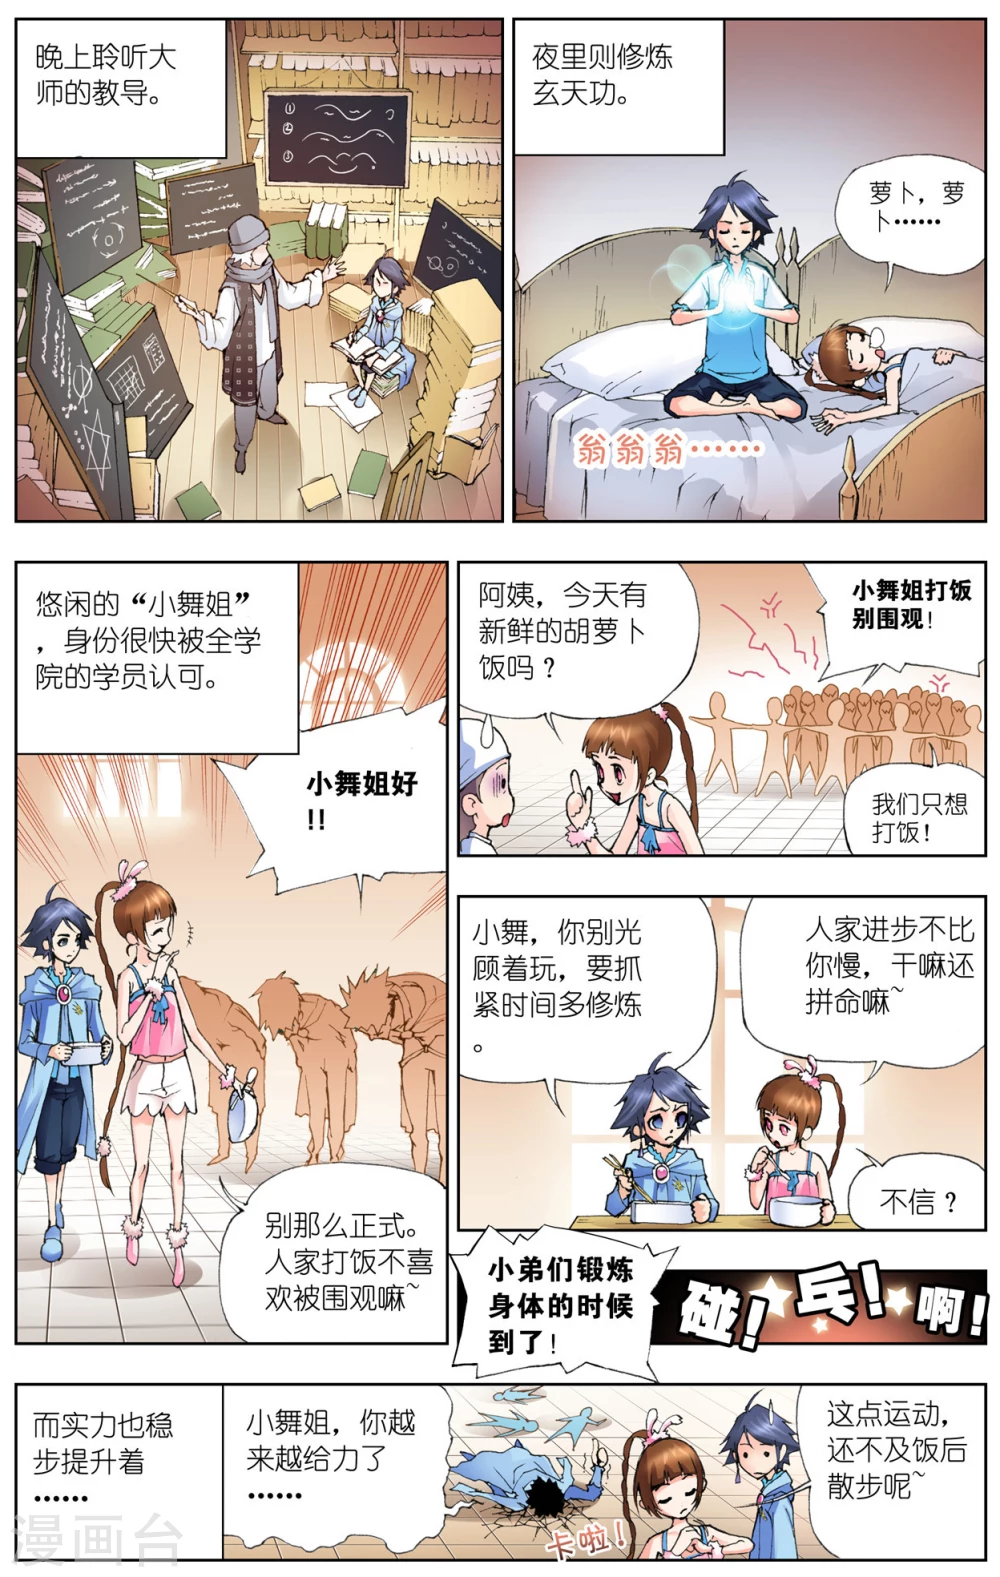 晚上聆听大
师的教导。
①
②
③
夜里则修炼
玄天功。
萝卜，萝
卜……
翁翁翁……
悠闲的“小舞姐”
，身份很快被全学
院的学员认可。
小舞姐好
!!
别那么正式。
人家打饭不喜
欢被围观嘛~
阿姨，今天有
新鲜的胡萝卜
饭吗？
小舞姐打饭
别围观！
我们只想
打饭！
小舞，你别光
顾着玩，要抓
紧时间多修炼
。
人家进步不比
你慢，干嘛还
拼命嘛~
不信？
小弟们锻炼
身体的时候
到了！
碰！乓！啊！
而实力也稳
步提升着
……
小舞姐，你越
来越给力了
……
卡啦！
这点运动，
还不及饭后
散步呢~
漫画台